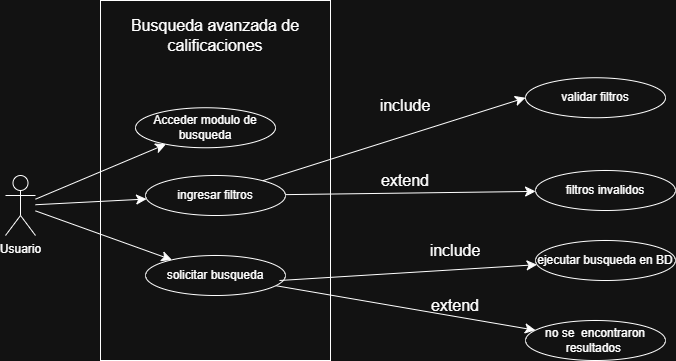 Busqueda avanzada de
calificaciones
include
validar filtros
Acceder modulo de
busqueda
extend
ingresar filtros
filtros invalidos
Usuario
include
solicitar busqueda
ejecutar busqueda en BD
extend
no se encontraron
resultados